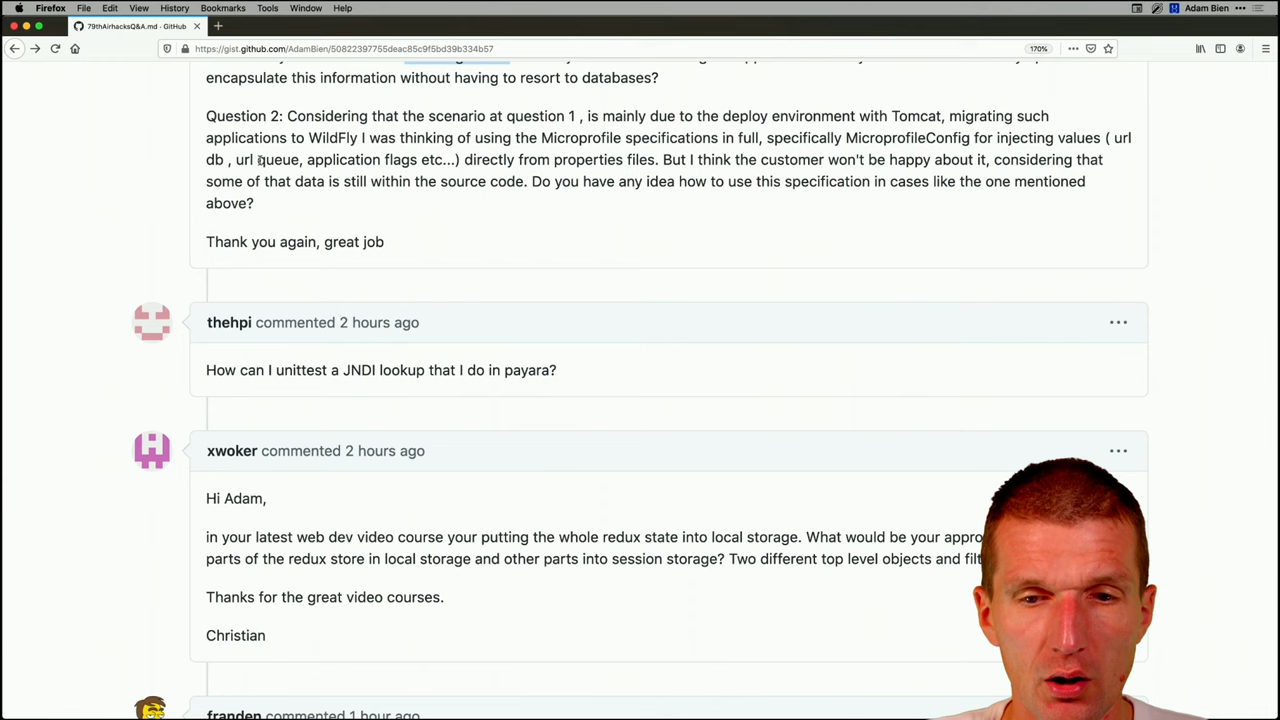 Firefox File Edit View History Bookmarks Tools Window Help Adam Bien
79thAirhacksQ&A.md · GitHub
https://gist.github.com/AdamBien/50822397755deac85c9f5bd39b334b57 170%
encapsulate this information without having to resort to databases?
Question 2: Considering that the scenario at question 1 , is mainly due to the deploy environment with Tomcat, migrating such
applications to WildFly I was thinking of using the Microprofile specifications in full, specifically MicroprofileConfig for injecting values ( url
db , url queue, application flags etc...) directly from properties files. But I think the customer won't be happy about it, considering that
some of that data is still within the source code. Do you have any idea how to use this specification in cases like the one mentioned
above?
Thank you again, great job
thehpi commented 2 hours ago
How can I unittest a JNDI lookup that I do in payara?
xwoker commented 2 hours ago
Hi Adam,
in your latest web dev video course your putting the whole redux state into local storage. What would be your
parts of the redux store in local storage and other parts into session storage? Two different top level objects and
Thanks for the great video courses.
Christian
franden commented 1 hour ago